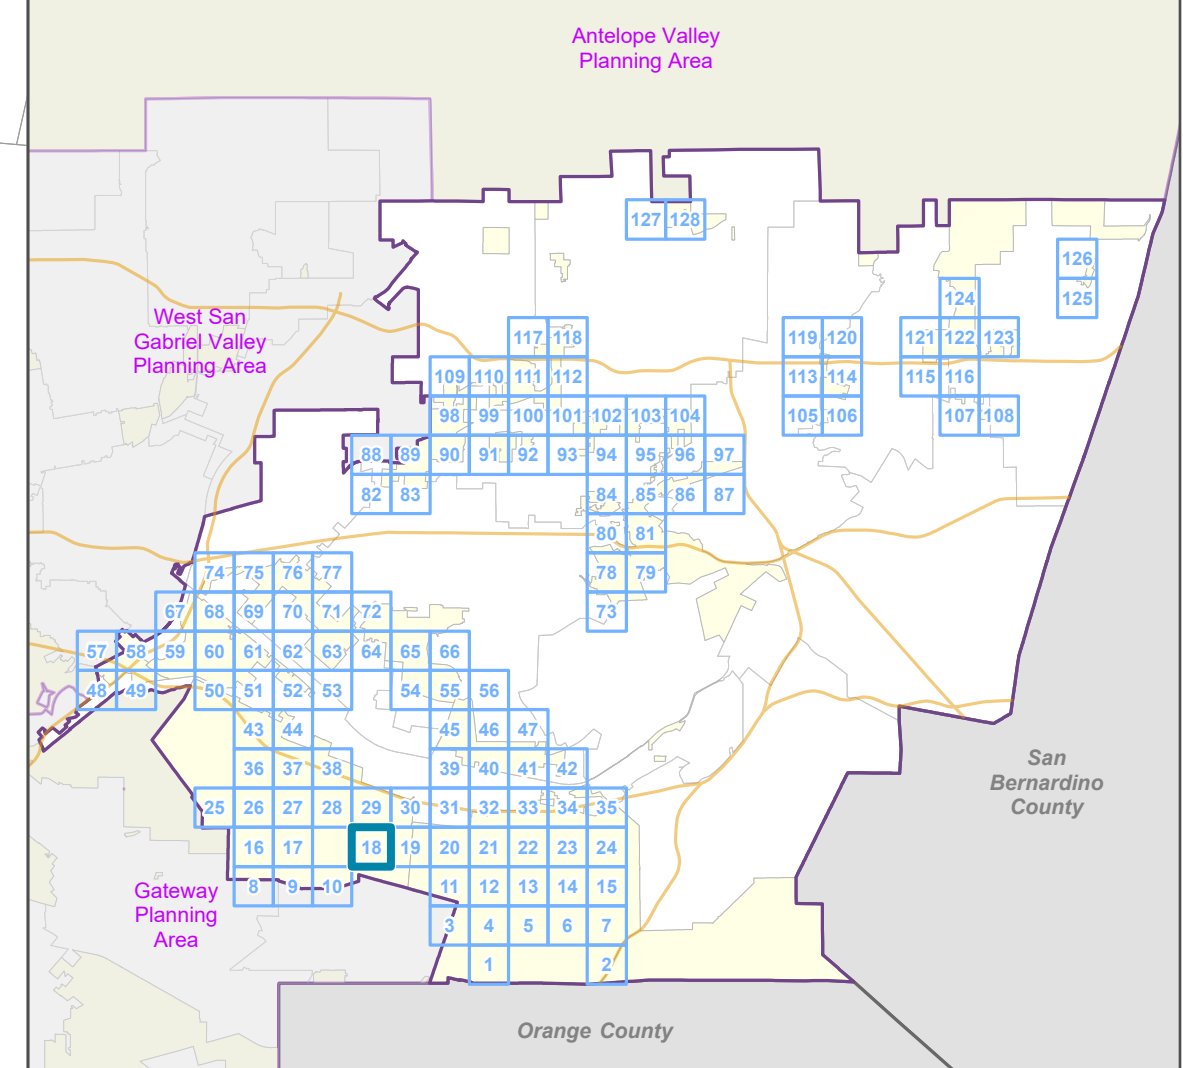 Antelope Valley
Planning Area
127 128
126
124 125
West San
Gabriel Valley
Planning Area
117 118 119 120 121 122 123
109 110 111 112 113 114 115 116
98 99 100 101 102 103 104 105 106 107 108
88 89 90 91 92 93 94 95 96 97
82 83 84 85 86 87
80 81
74 75 76 77 78 79
67 68 69 70 71 72 73
57 58 59 60 61 62 63 64 65 66
48 49 50 51 52 53 54 55 56
43 44 45 46 47
36 37 38 39 40 41 42
San
Bernardino
County
25 26 27 28 29 30 31 32 33 34 35
16 17 18 19 20 21 22 23 24
8 9 10 11 12 13 14 15
Gateway
Planning
Area
3 4 5 6 7
1 2
Orange County